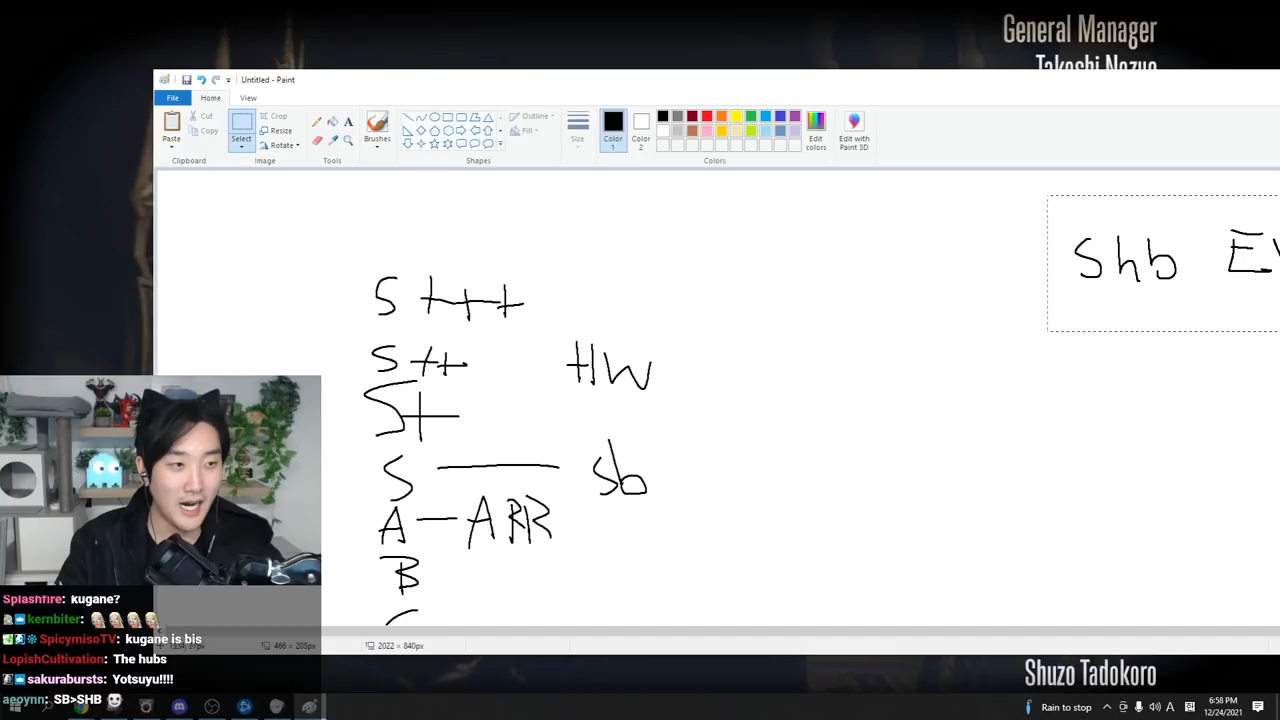 General Manager
Untitled - Paint
File Home View
Paste
Cut
Copy
Clipboard
Select
Crop
Resize
Rotate
Image
Tools
Brushes
Shapes
Outline
Fill
Size
Color 1
Color 2
Colors
Edit colors
Edit with Paint 3D
Shb
S +++
S ++ HW
S+
S — sb
A — ARR
B
Splashfire: kugane?
kernbiter:
SpicymisoTV: kugane is bis
LopishCultivation: The hubs
sakurabursts: Yotsuyu!!!!
aeoynn: SB>SHB
466 × 205px
2022 × 840px
Shuzo Tadokoro
Rain to stop
A
6:58 PM
12/24/2021